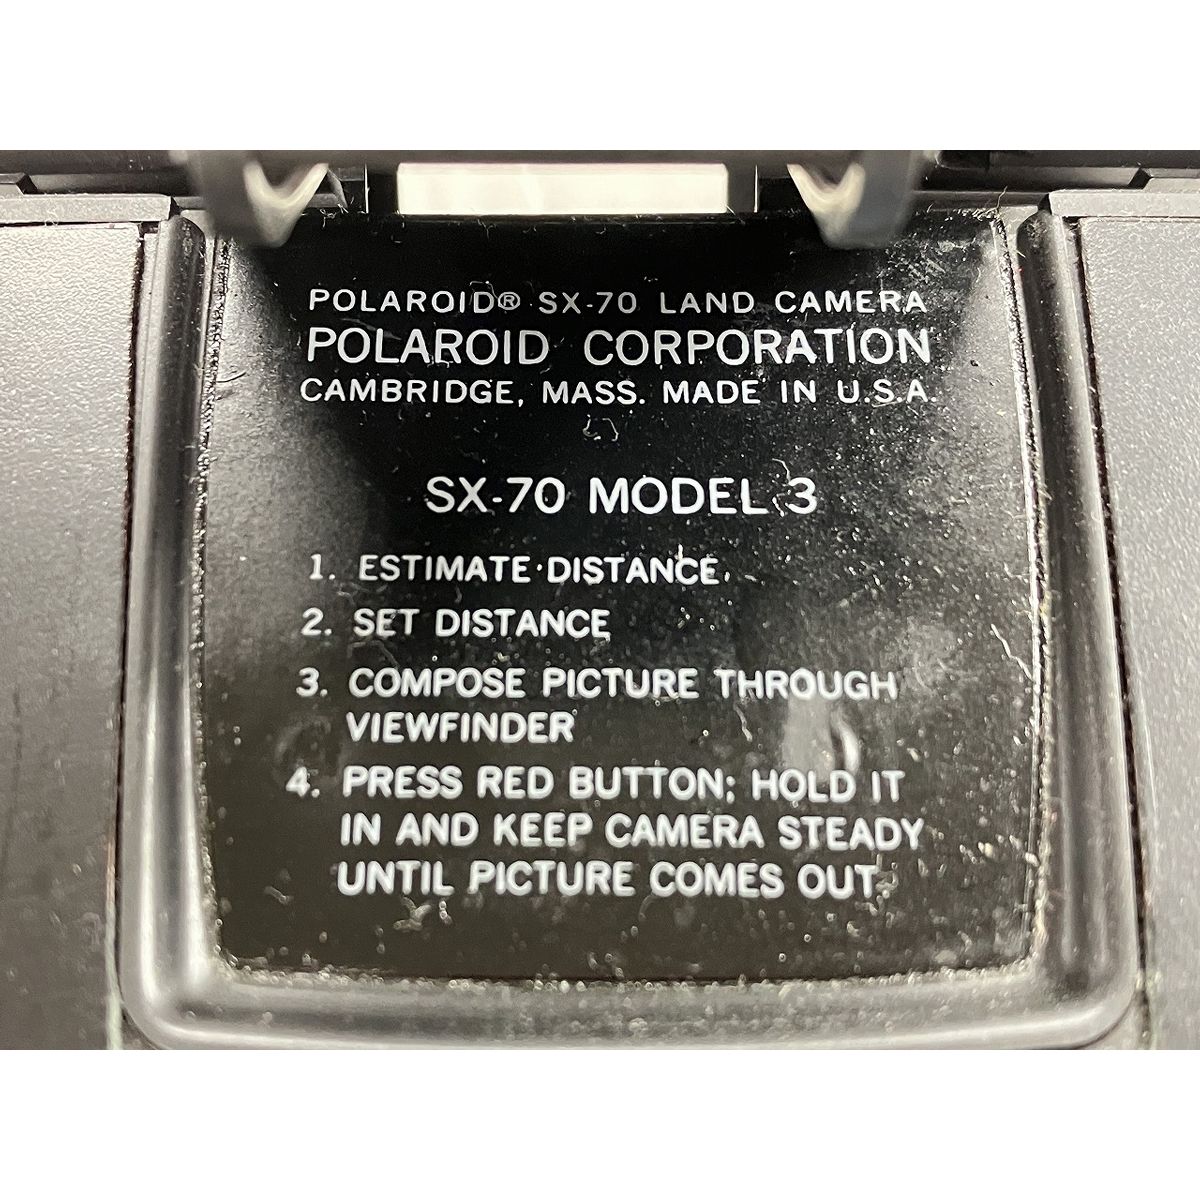 POLAROID® SX-70 LAND CAMERA
POLAROID CORPORATION
CAMBRIDGE, MASS. MADE IN U.S.A.
SX-70 MODEL 3
1. ESTIMATE DISTANCE
2. SET DISTANCE
3. COMPOSE PICTURE THROUGH
VIEWFINDER
4. PRESS RED BUTTON; HOLD IT
IN AND KEEP CAMERA STEADY
UNTIL PICTURE COMES OUT